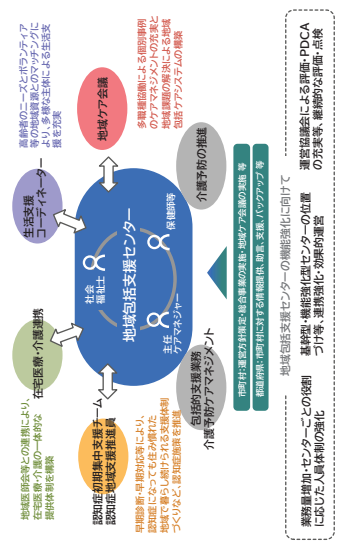 地域医師会等との連携により、
在宅医療・介護の一体的な
提供体制を構築
在宅医療・介護連携
生活支援
コーディネーター
高齢者のニーズとボランティア
等の地域資源とのマッチングに
より、多様な主体による生活支
援を充実
認知症初期集中支援チーム
認知症地域支援推進員
早期診断・早期対応等により、
認知症になっても住み慣れた
地域で暮らし続けられる支援体制
づくりなど、認知症施策を推進
地域包括支援センター
社会
福祉士
主任
ケアマネジャー
保健師等
地域ケア会議
多職種協働による個別事例
のケアマネジメントの充実と
地域課題の解決による地域
包括ケアシステムの構築
包括的支援業務
介護予防ケアマネジメント
介護予防の推進
市町村:運営方針策定・総合事業の実施・地域ケア会議の実施 等
都道府県:市町村に対する情報提供、助言、支援、バックアップ 等
地域包括支援センターの機能強化に向けて
業務量増加・センターごとの役割
に応じた人員体制の強化
基幹型・機能強化型センターの位置
づけ等、連携強化・効果的運営
運営協議会による評価・PDCA
の充実等、継続的な評価・点検